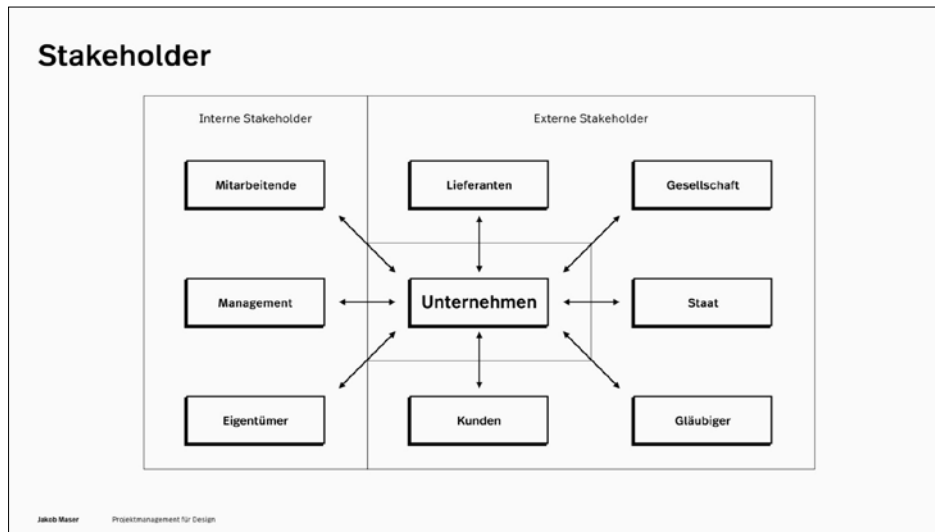 Stakeholder
Interne Stakeholder
Externe Stakeholder
Mitarbeitende
Lieferanten
Gesellschaft
Management
Unternehmen
Staat
Eigentümer
Kunden
Gläubiger
Jakob Maser
Projektmanagement für Design